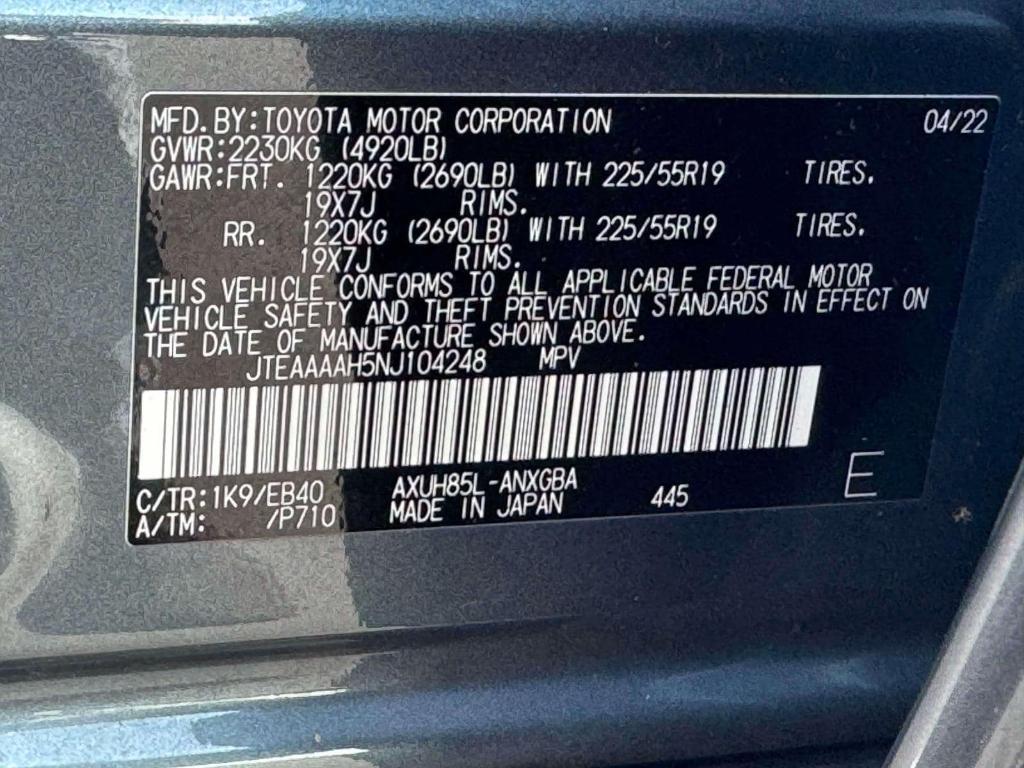 MFD.BY:TOYOTA MOTOR CORPORATION 04/22
GVWR:2230KG (4920LB)
GAWR:FRT. 1220KG (2690LB) WITH 225/55R19 TIRES.
19X7J RIMS.
RR. 1220KG (2690LB) WITH 225/55R19 TIRES.
19X7J RIMS.
THIS VEHICLE CONFORMS TO ALL APPLICABLE FEDERAL MOTOR
VEHICLE SAFETY AND THEFT PREVENTION STANDARDS IN EFFECT ON
THE DATE OF MANUFACTURE SHOWN ABOVE.
JTEAAAAH5NJ104248 MPV
C/TR:1K9/EB40 AXUH85L-ANXGBA
A/TM: /P710 MADE IN JAPAN 445 E